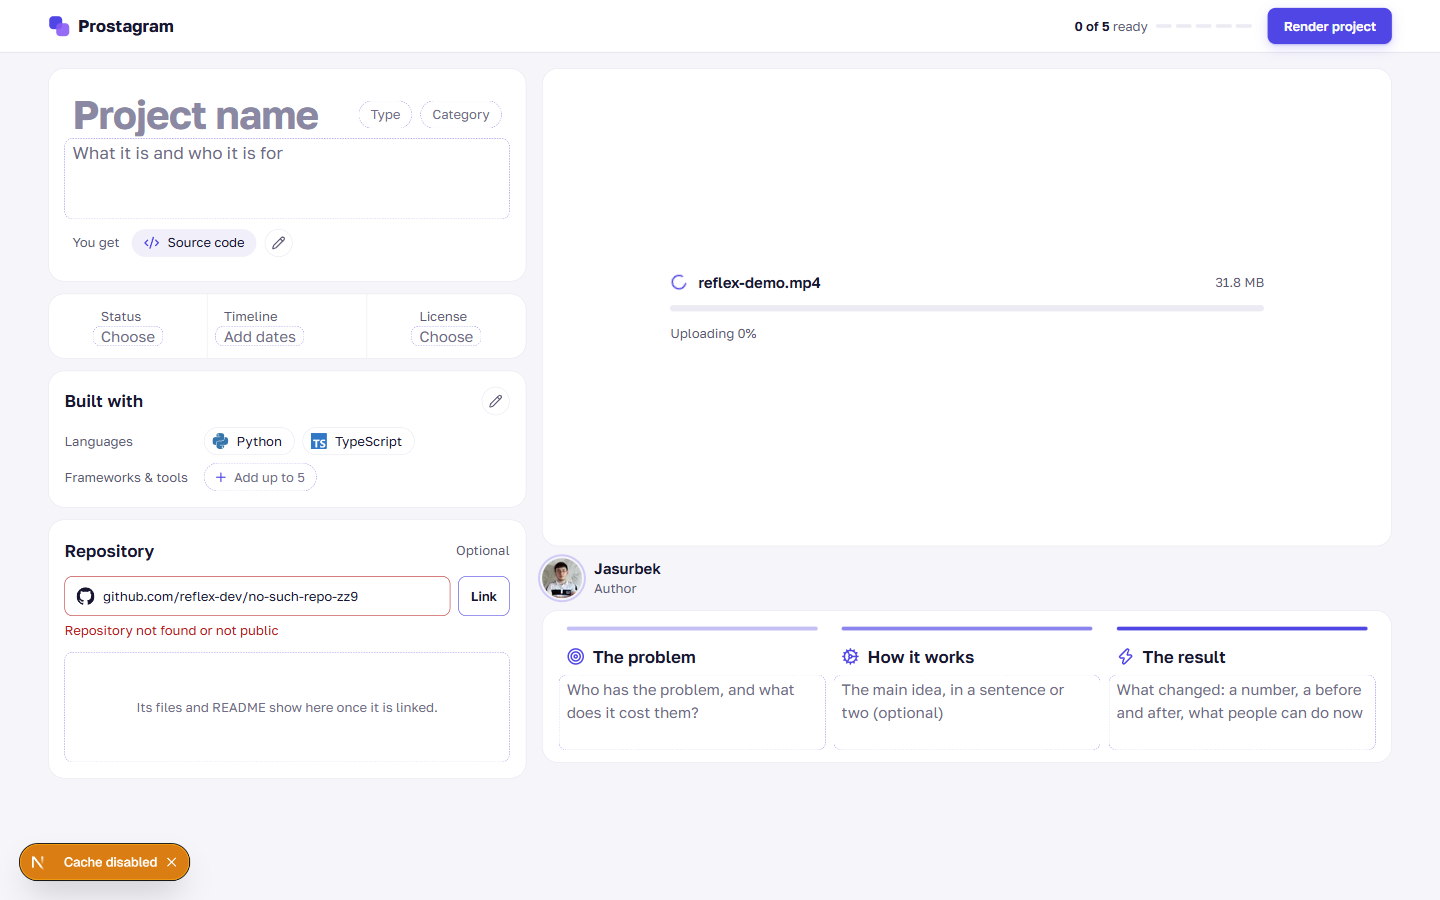 Prostagram
0 of 5 ready
Render project
Project name
Type
Category
What it is and who it is for
You get
Source code
Status
Choose
Timeline
Add dates
License
Choose
Built with
Languages
Python
TS
TypeScript
Frameworks & tools
+ Add up to 5
Repository
Optional
github.com/reflex-dev/no-such-repo-zz9
Link
Repository not found or not public
Its files and README show here once it is linked.
reflex-demo.mp4
31.8 MB
Uploading 0%
Jasurbek
Author
The problem
Who has the problem, and what
does it cost them?
How it works
The main idea, in a sentence or
two (optional)
The result
What changed: a number, a before
and after, what people can do now
N
Cache disabled